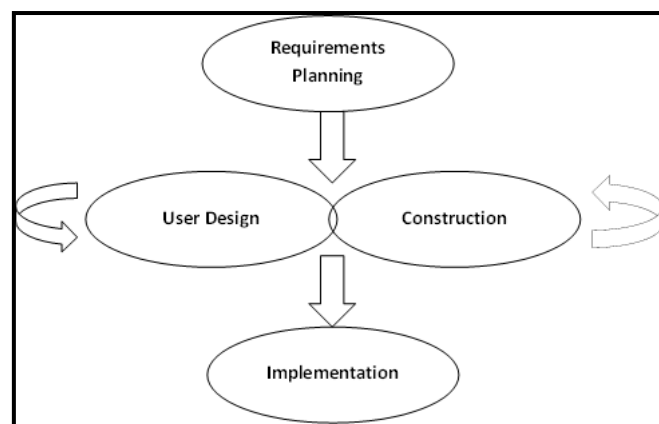 Requirements
Planning
User Design
Construction
Implementation